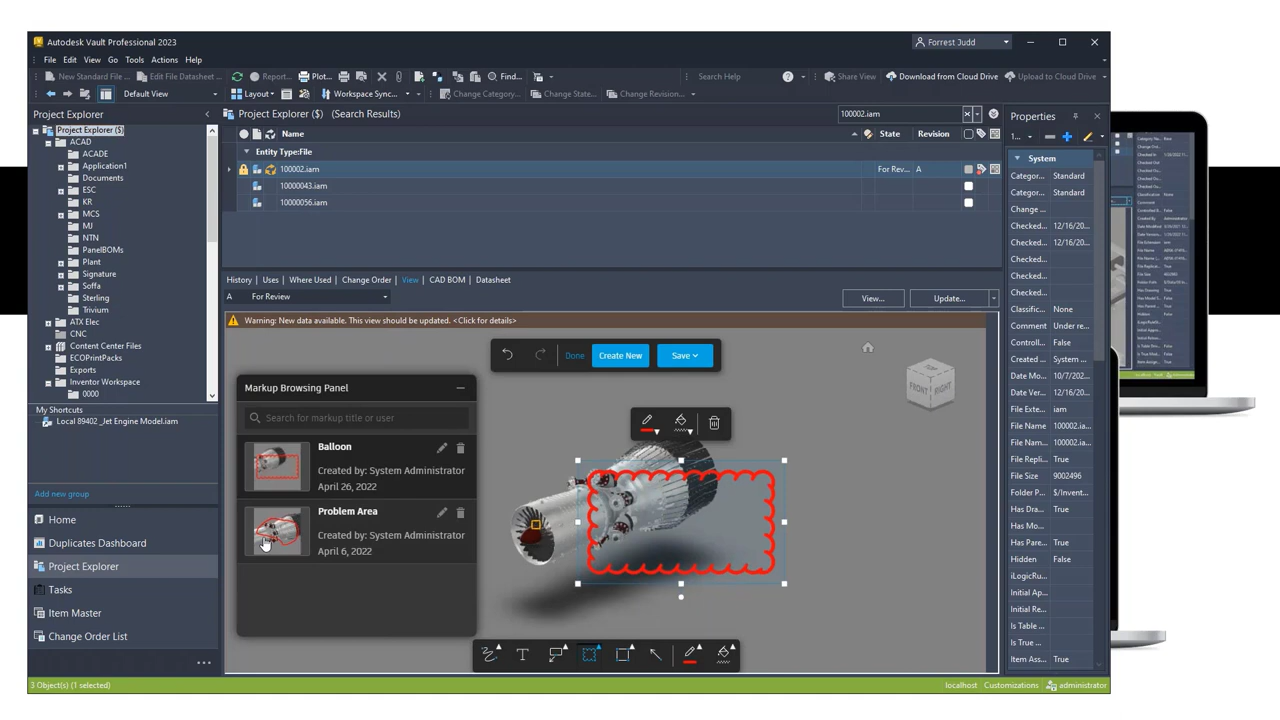 Autodesk Vault Professional 2023
Forrest Judd
File Edit View Go Tools Actions Help
New Standard File ... Edit File Datasheet ... Report... Plot... Find... Search Help Share View Download from Cloud Drive Upload to Cloud Drive
Default View Layout Workspace Sync... Change Category... Change State... Change Revision...
Project Explorer
Project Explorer ($) (Search Results)
100002.iam
Properties
Project Explorer ($)
ACAD
ACADE
Application1
Documents
ESC
KR
MCS
MJ
NTN
PanelBOMs
Plant
Signature
Soffa
Sterling
Trivium
ATX Elec
CNC
Content Center Files
ECOPrintPacks
Exports
Inventor Workspace
0000
My Shortcuts
Local 89402 _Jet Engine Model.iam
Add new group
Home
Duplicates Dashboard
Project Explorer
Tasks
Item Master
Change Order List
Name State Revision
Entity Type:File
100002.iam For Rev... A
10000043.iam
10000056.iam
History Uses Where Used Change Order View CAD BOM Datasheet
A For Review View... Update...
Warning: New data available. This view should be updated. <Click for details>
Done Create New Save
Markup Browsing Panel
Search for markup title or user
Balloon
Created by: System Administrator
April 26, 2022
Problem Area
Created by: System Administrator
April 6, 2022
FRONT RIGHT
T
1...
System
Categor... Standard
Categor... Standard
Change ...
Checked... 12/16/20...
Checked... 12/16/20...
Checked...
Checked...
Checked...
Classific... None
Comment Under re...
Controll... False
Created ... System ...
Date Mo... 10/7/202...
Date Ver... 12/16/20...
File Exte... iam
File Name 100002.ia...
File Nam... 100002.ia...
File Repli... True
File Size 9002496
Folder P... $/Invent...
Has Dra... True
Has Mo...
Has Pare... True
Hidden False
iLogicRu...
Initial Ap...
Initial Re...
Is Table ...
Is True ...
Item Ass... True
3 Object(s) (1 selected)
localhost Customizations administrator